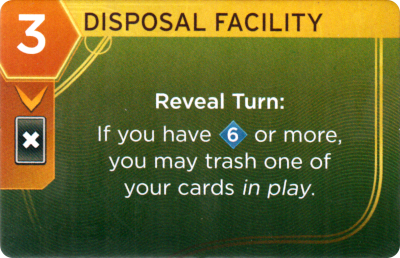 3
DISPOSAL FACILITY
Reveal Turn:
If you have 6 or more,
you may trash one of
your cards in play.